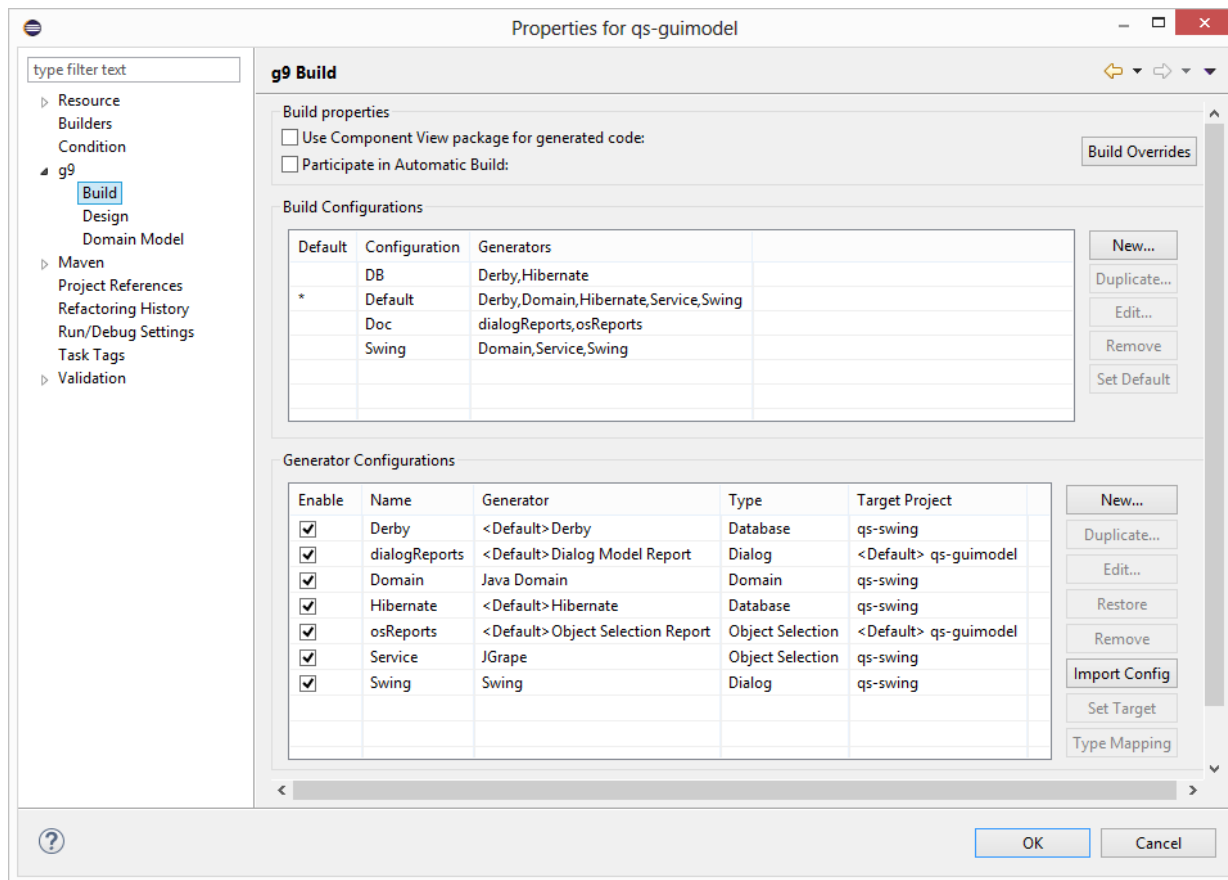 Properties for qs-guimodel
type filter text
Resource
Builders
Condition
g9
Build
Design
Domain Model
Maven
Project References
Refactoring History
Run/Debug Settings
Task Tags
Validation
g9 Build
Build properties
Use Component View package for generated code:
Participate in Automatic Build:
Build Overrides
Build Configurations
Default Configuration Generators
DB Derby,Hibernate
* Default Derby,Domain,Hibernate,Service,Swing
Doc dialogReports,osReports
Swing Domain,Service,Swing
New...
Duplicate...
Edit...
Remove
Set Default
Generator Configurations
Enable Name Generator Type Target Project
Derby <Default>Derby Database qs-swing
dialogReports <Default>Dialog Model Report Dialog <Default> qs-guimodel
Domain Java Domain Domain qs-swing
Hibernate <Default>Hibernate Database qs-swing
osReports <Default>Object Selection Report Object Selection <Default> qs-guimodel
Service JGrape Object Selection qs-swing
Swing Swing Dialog qs-swing
New...
Duplicate...
Edit...
Restore
Remove
Import Config
Set Target
Type Mapping
OK Cancel